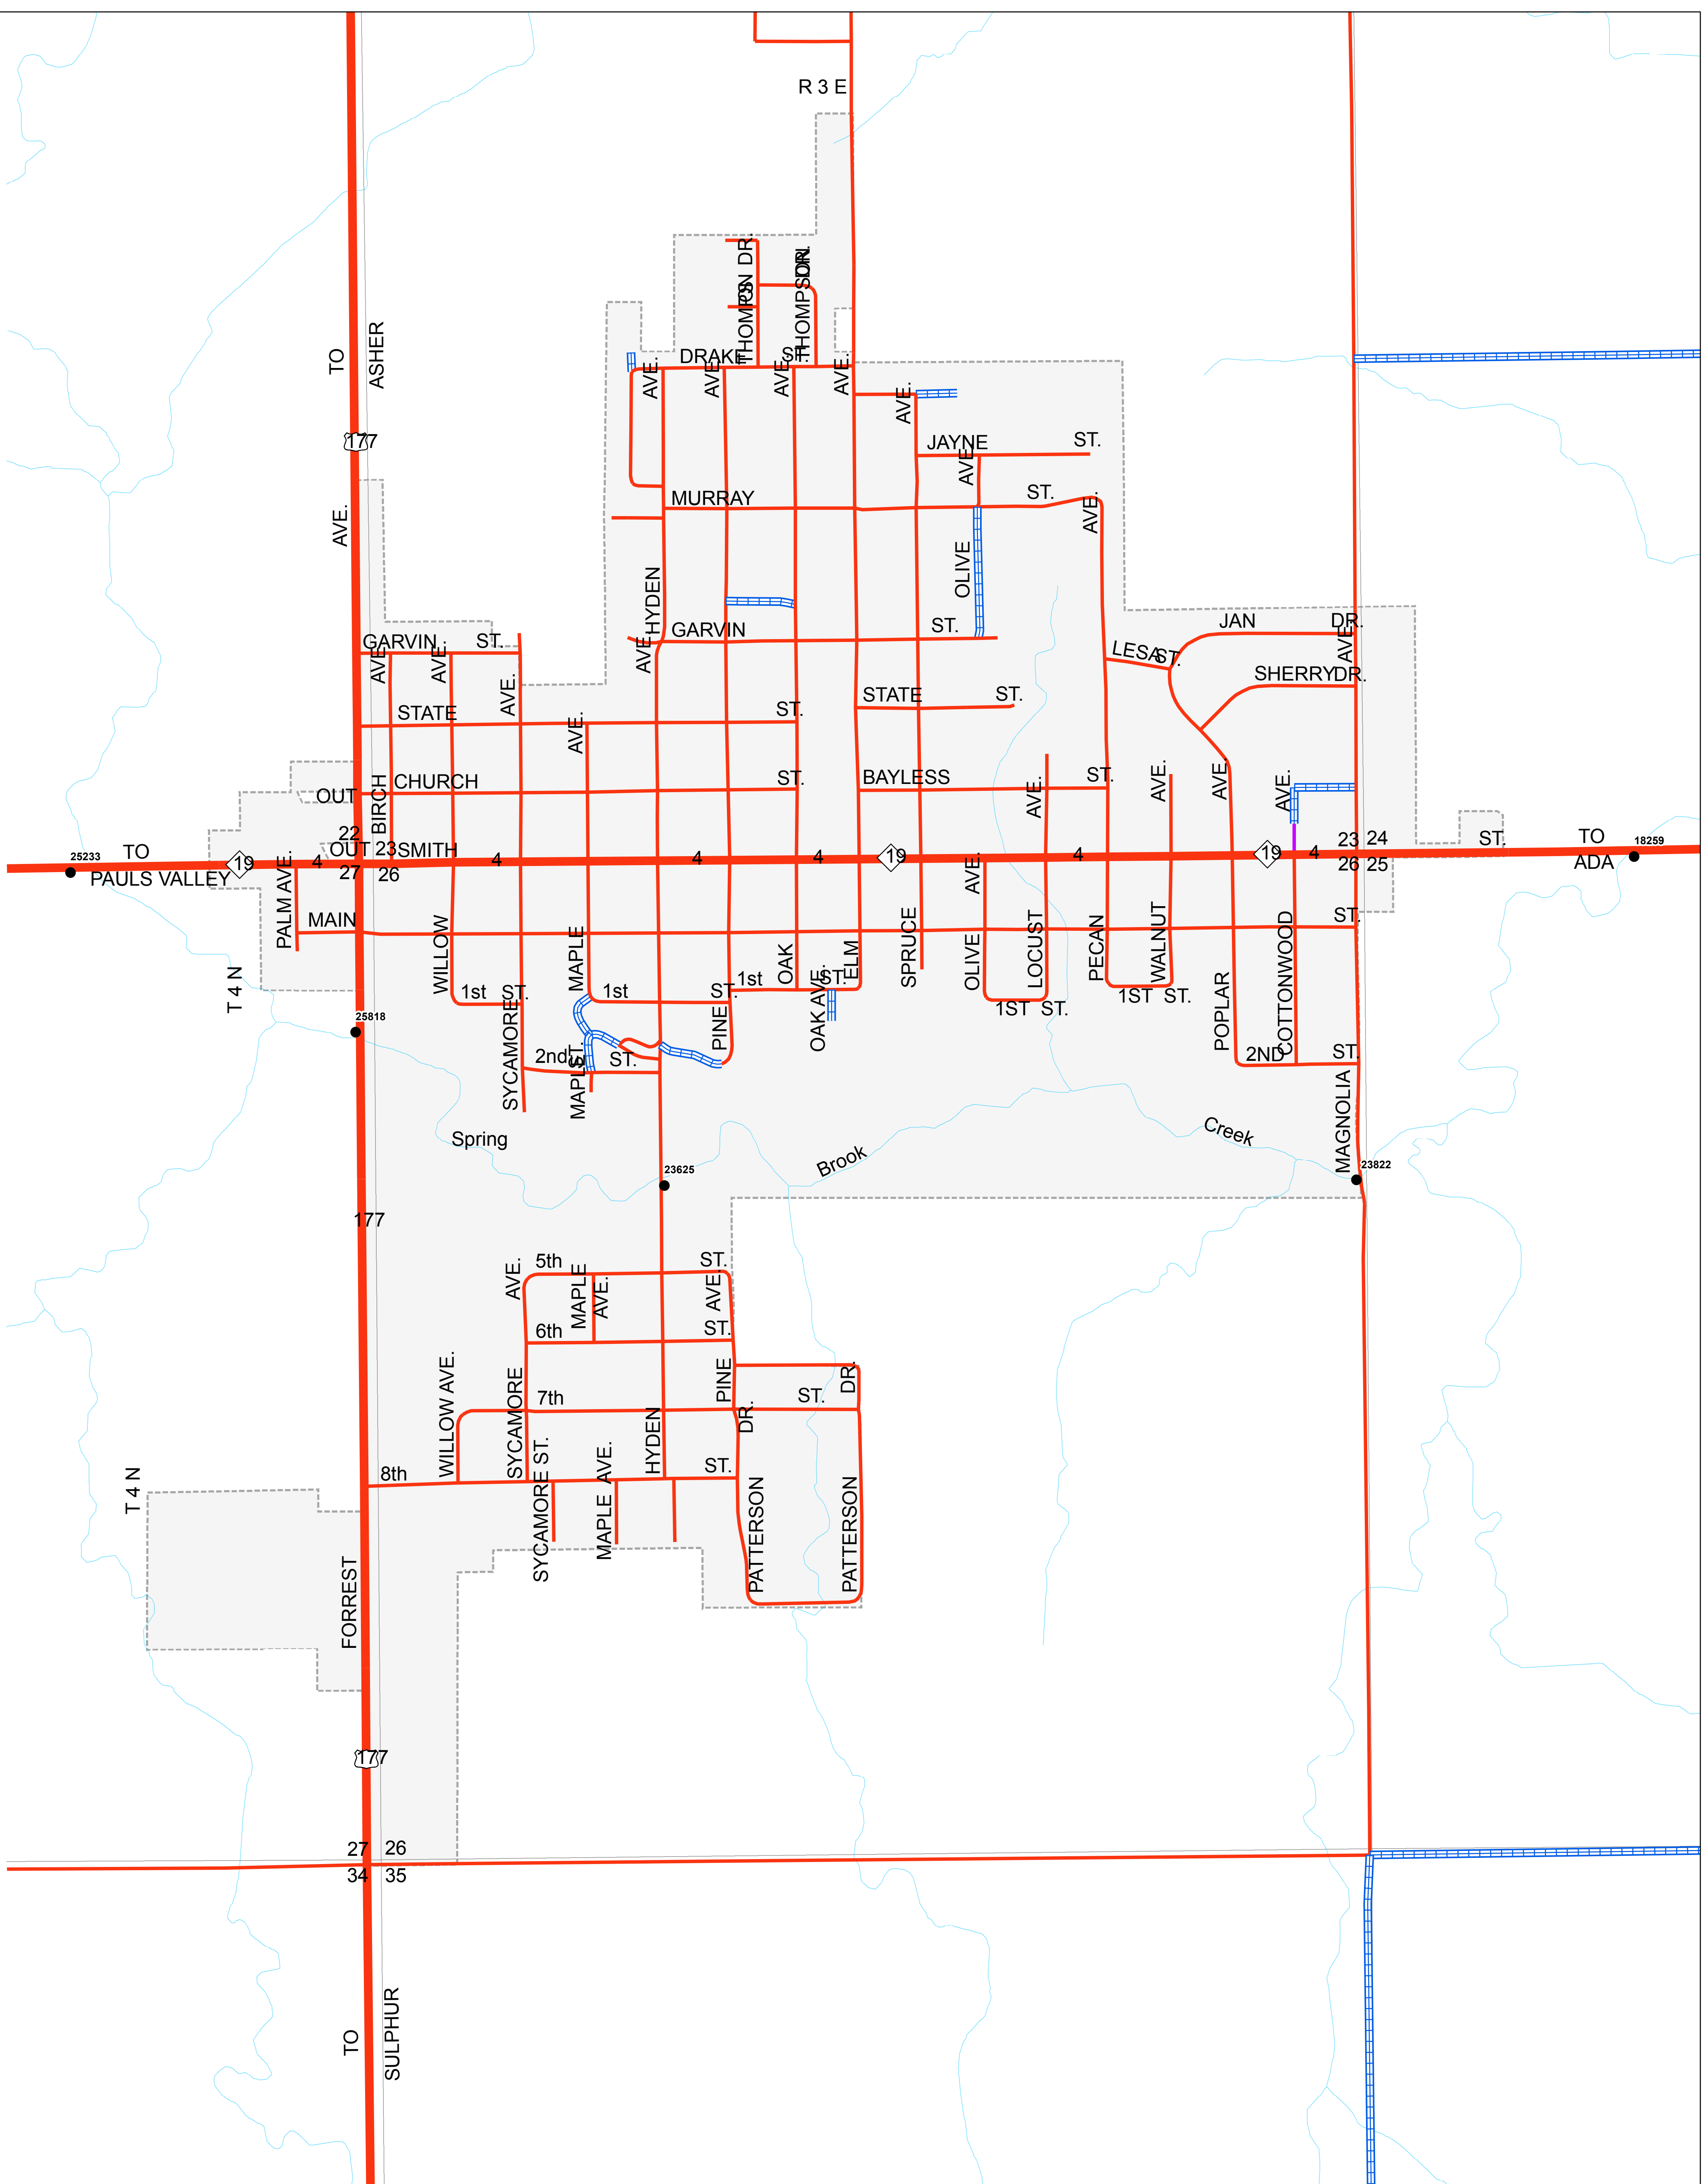 R 3 E
TO
ASHER
177
AVE.
THOMPSN DR.
THOMPSON
DR.
DRAKE ST.
AVE.
AVE.
AVE.
AVE.
AVE.
JAYNE ST.
AVE.
MURRAY ST.
AVE.
OLIVE
HYDEN
AVE.
GARVIN ST.
GARVIN ST.
AVE.
AVE.
AVE.
JAN DR.
AVE.
LESA ST.
SHERRY DR.
STATE ST.
AVE.
STATE ST.
CHURCH ST.
BAYLESS ST.
AVE.
AVE.
AVE.
AVE.
OUT
BIRCH
22
OUT
23
SMITH
27
26
23 24
26 25
ST.
TO
ADA
18259
25233
TO
PAULS VALLEY
19
4
4
4
4
19
4
19
4
PALM AVE.
MAIN ST.
AVE.
WILLOW
MAPLE
OAK
ELM
SPRUCE
OLIVE
LOCUST
PECAN
WALNUT
POPLAR
COTTONWOOD
T 4 N
1st ST.
1st ST.
1st ST.
1ST ST.
1ST ST.
25818
SYCAMORE
PINE
OAK AVE.
2nd ST.
MAPLE
ST.
2ND ST.
MAGNOLIA
Spring
Brook
Creek
23625
23822
177
5th ST.
AVE.
MAPLE
AVE.
AVE.
6th ST.
WILLOW AVE.
SYCAMORE
PINE
DR.
7th ST.
DR.
HYDEN
8th ST.
T 4 N
SYCAMORE ST.
MAPLE AVE.
PATTERSON
PATTERSON
FORREST
177
27 26
34 35
TO
SULPHUR